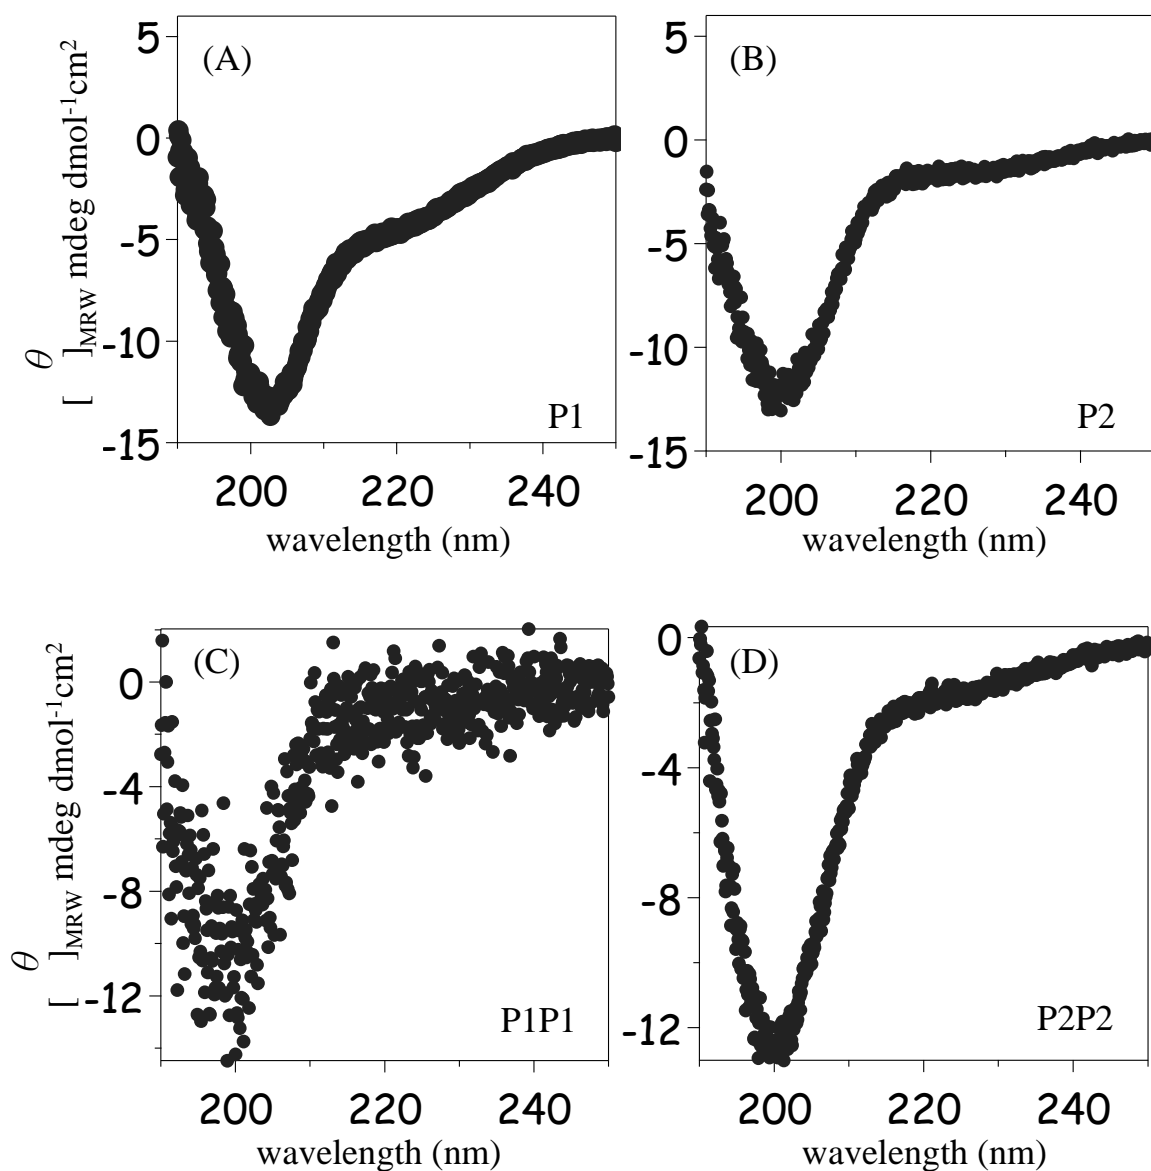 (A)
5
0
-5
-10
-15
200 220 240
wavelength (nm)
[θ]MRW mdeg dmol-1cm2
P1
(B)
5
0
-5
-10
-15
200 220 240
wavelength (nm)
P2
(C)
0
-4
-8
-12
200 220 240
wavelength (nm)
[θ]MRW mdeg dmol-1cm2
P1P1
(D)
0
-4
-8
-12
200 220 240
wavelength (nm)
P2P2